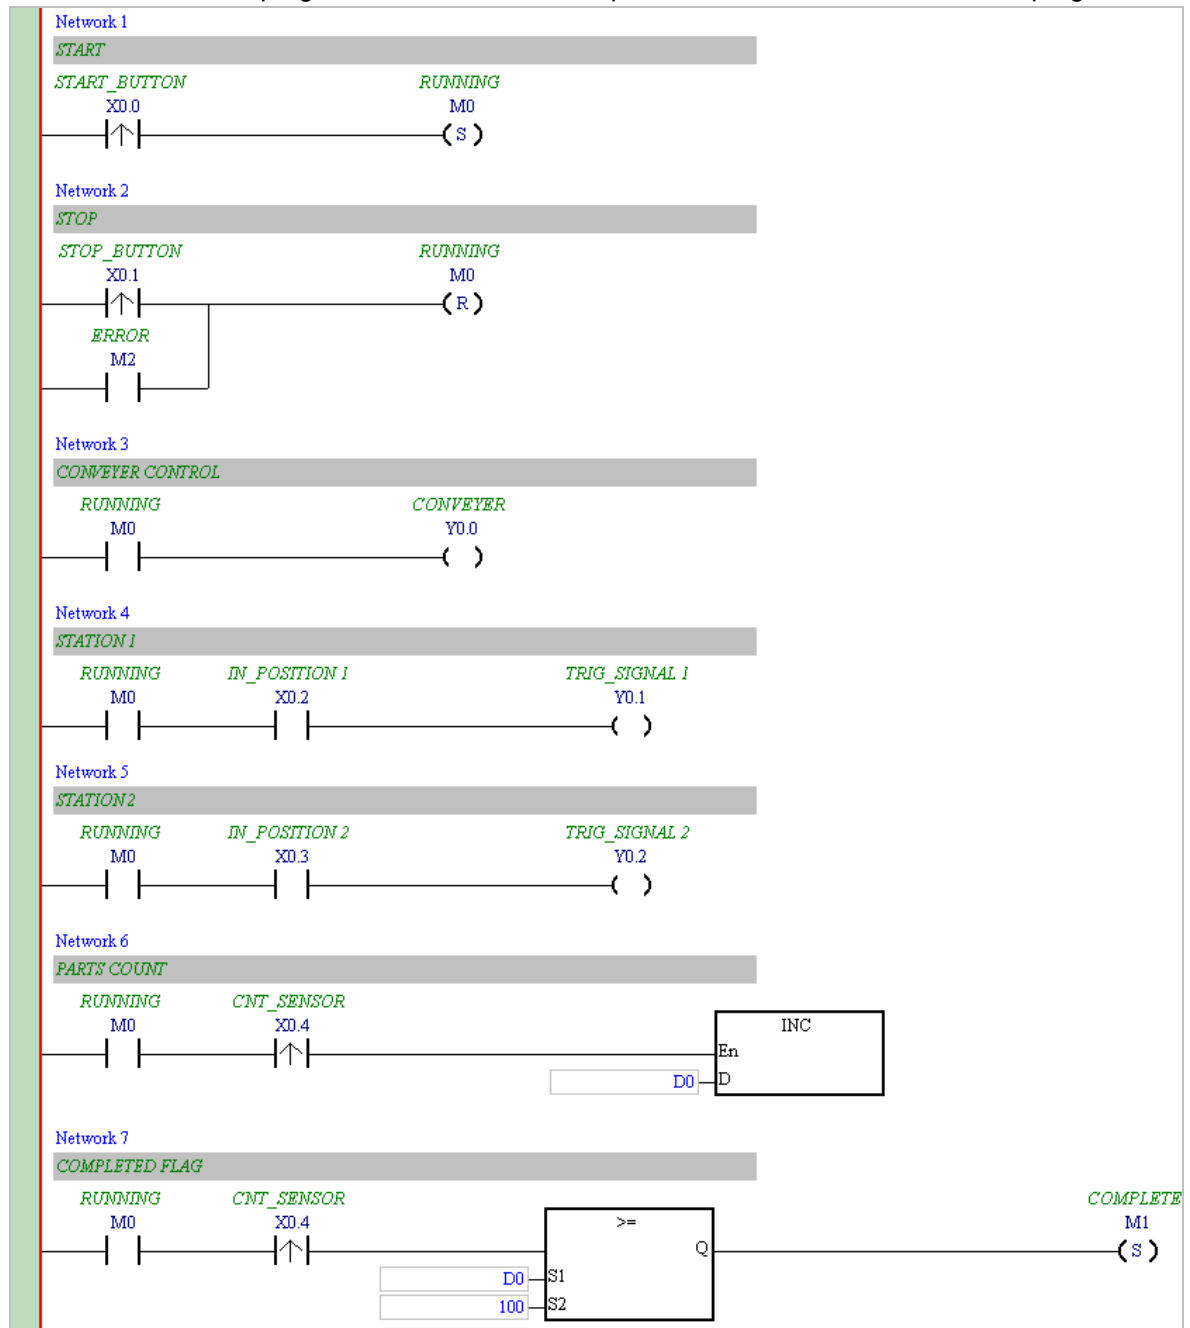 Network 1
START
START_BUTTON RUNNING
X0.0 M0
S
Network 2
STOP
STOP_BUTTON RUNNING
X0.1 M0
R
ERROR
M2
Network 3
CONVEYER CONTROL
RUNNING CONVEYER
M0 Y0.0
Network 4
STATION 1
RUNNING IN_POSITION 1 TRIG_SIGNAL 1
M0 X0.2 Y0.1
Network 5
STATION 2
RUNNING IN_POSITION 2 TRIG_SIGNAL 2
M0 X0.3 Y0.2
Network 6
PARTS COUNT
RUNNING CNT_SENSOR
M0 X0.4 INC
En
D0 D
Network 7
COMPLETED FLAG
RUNNING CNT_SENSOR COMPLETE
M0 X0.4 >= M1
Q S
D0 S1
100 S2